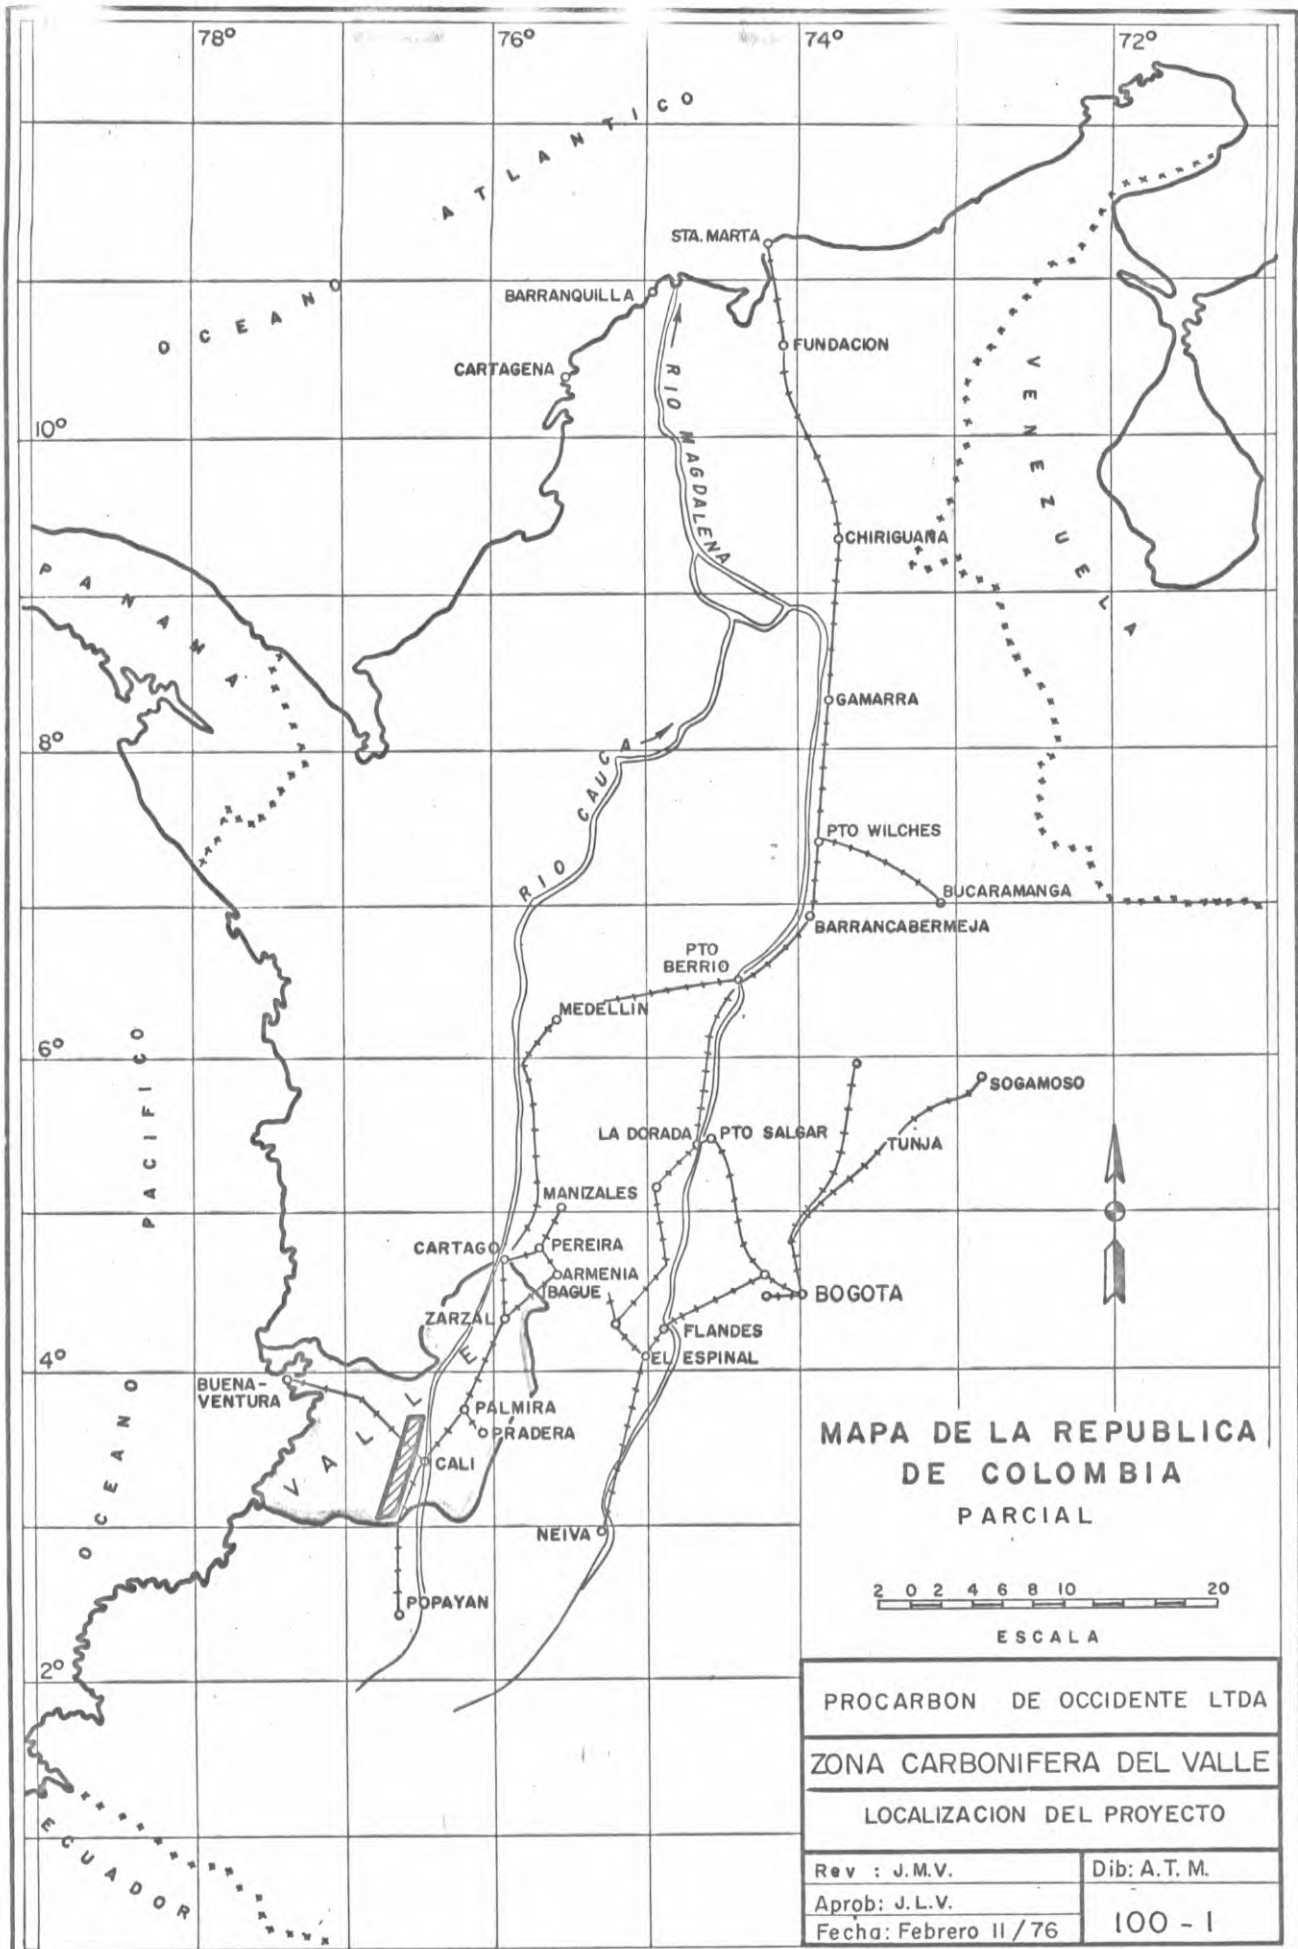 78° 76° 74° 72°
OCEANO ATLANTICO
STA. MARTA
BARRANQUILLA
FUNDACION
CARTAGENA
RIO MAGDALENA
VENEZUELA
10°
CHIRIGUANA
PANAMA
GAMARRA
8°
RIO CAUCA
PTO WILCHES
BUCARAMANGA
BARRANCABERMEJA
PTO
BERRIO
MEDELLIN
6°
OCEANO PACIFICO
SOGAMOSO
LA DORADA
PTO SALGAR
TUNJA
MANIZALES
CARTAGO
PEREIRA
ARMENIA
IBAGUE
BOGOTA
ZARZAL
FLANDES
EL ESPINAL
4°
BUENA-
VENTURA
VALLE
PALMIRA
PRADERA
CALI
NEIVA
POPAYAN
2°
ECUADOR
MAPA DE LA REPUBLICA
DE COLOMBIA
PARCIAL
2 0 2 4 6 8 10 20
ESCALA
PROCARBON DE OCCIDENTE LTDA
ZONA CARBONIFERA DEL VALLE
LOCALIZACION DEL PROYECTO
Rev : J.M.V.
Dib: A.T.M.
Aprob: J.L.V.
Fecha: Febrero 11/76
100-1